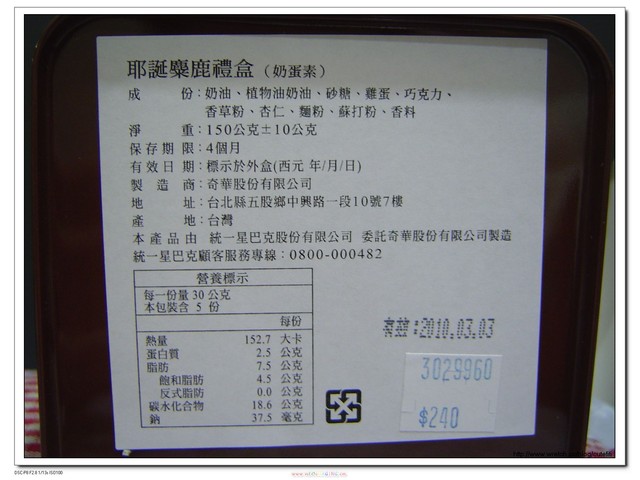 耶誕麋鹿禮盒（奶蛋素）
成　份：奶油、植物油奶油、砂糖、雞蛋、巧克力、
香草粉、杏仁、麵粉、蘇打粉、香料
淨　重：150公克±10公克
保存期限：4個月
有效日期：標示於外盒(西元 年/月/日)
製造商：奇華股份有限公司
地　址：台北縣五股鄉中興路一段10號7樓
產　地：台灣
本產品由 統一星巴克股份有限公司 委託奇華股份有限公司製造
統一星巴克顧客服務專線：0800-000482
營養標示
每一份量 30 公克
本包裝含 5 份
每份
熱量 152.7 大卡
蛋白質 2.5 公克
脂肪 7.5 公克
飽和脂肪 4.5 公克
反式脂肪 0.0 公克
碳水化合物 18.6 公克
鈉 37.5 毫克
有效:2010.03.03
3029960
$240